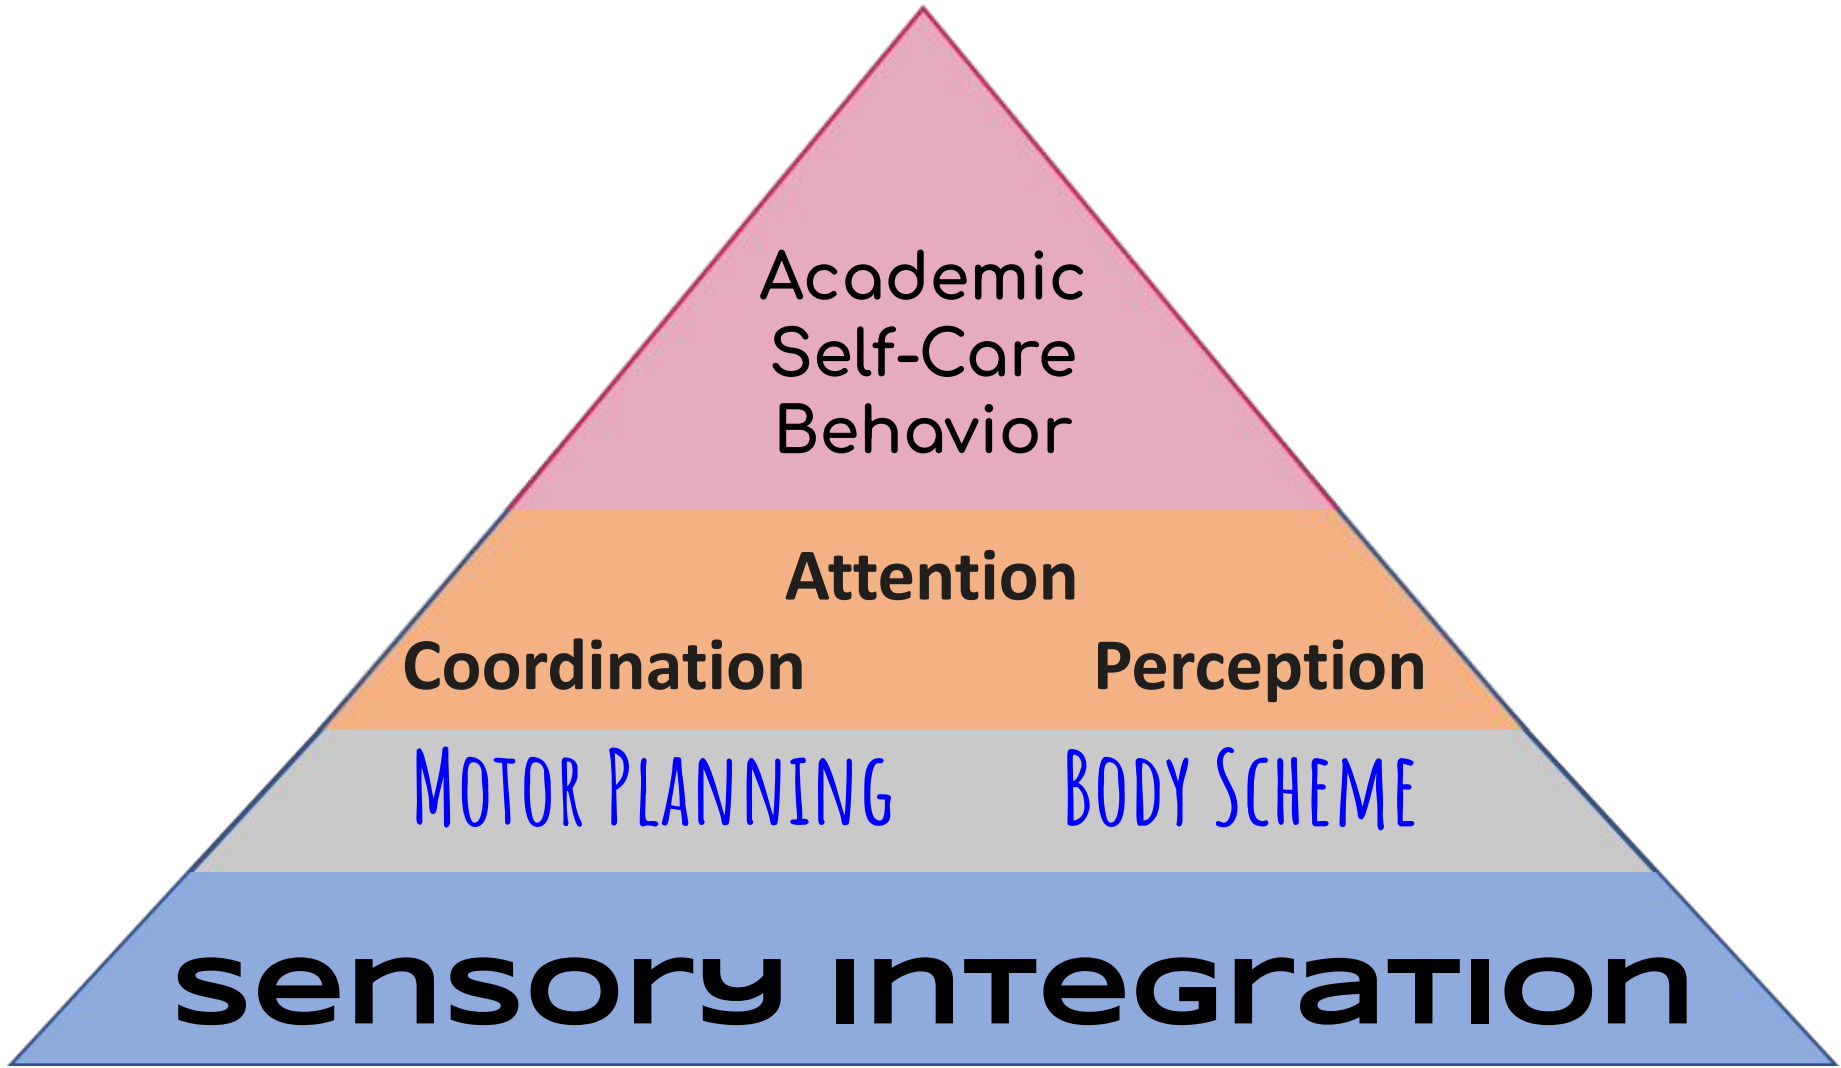 Academic
Self-Care
Behavior
Attention
Coordination Perception
Motor Planning Body Scheme
sensory integration